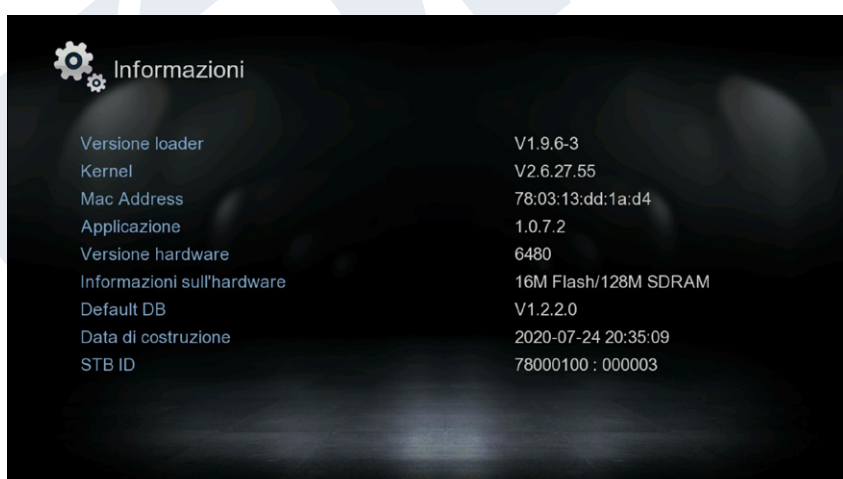 Informazioni
Versione loader V1.9.6-3
Kernel V2.6.27.55
Mac Address 78:03:13:dd:1a:d4
Applicazione 1.0.7.2
Versione hardware 6480
Informazioni sull'hardware 16M Flash/128M SDRAM
Default DB V1.2.2.0
Data di costruzione 2020-07-24 20:35:09
STB ID 78000100 : 000003